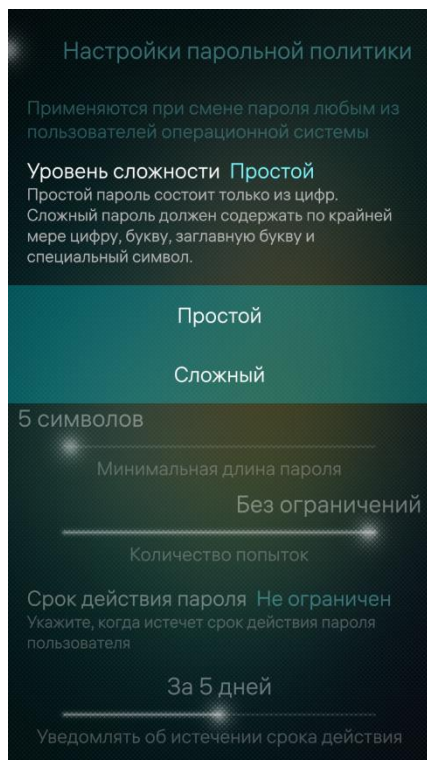 Настройки парольной политики
Применяются при смене пароля любым из
пользователей операционной системы
Уровень сложности Простой
Простой пароль состоит только из цифр.
Сложный пароль должен содержать по крайней
мере цифру, букву, заглавную букву и
специальный символ.
Простой
Сложный
5 символов
Минимальная длина пароля
Без ограничений
Количество попыток
Срок действия пароля Не ограничен
Укажите, когда истечет срок действия пароля
пользователя
За 5 дней
Уведомлять об истечении срока действия